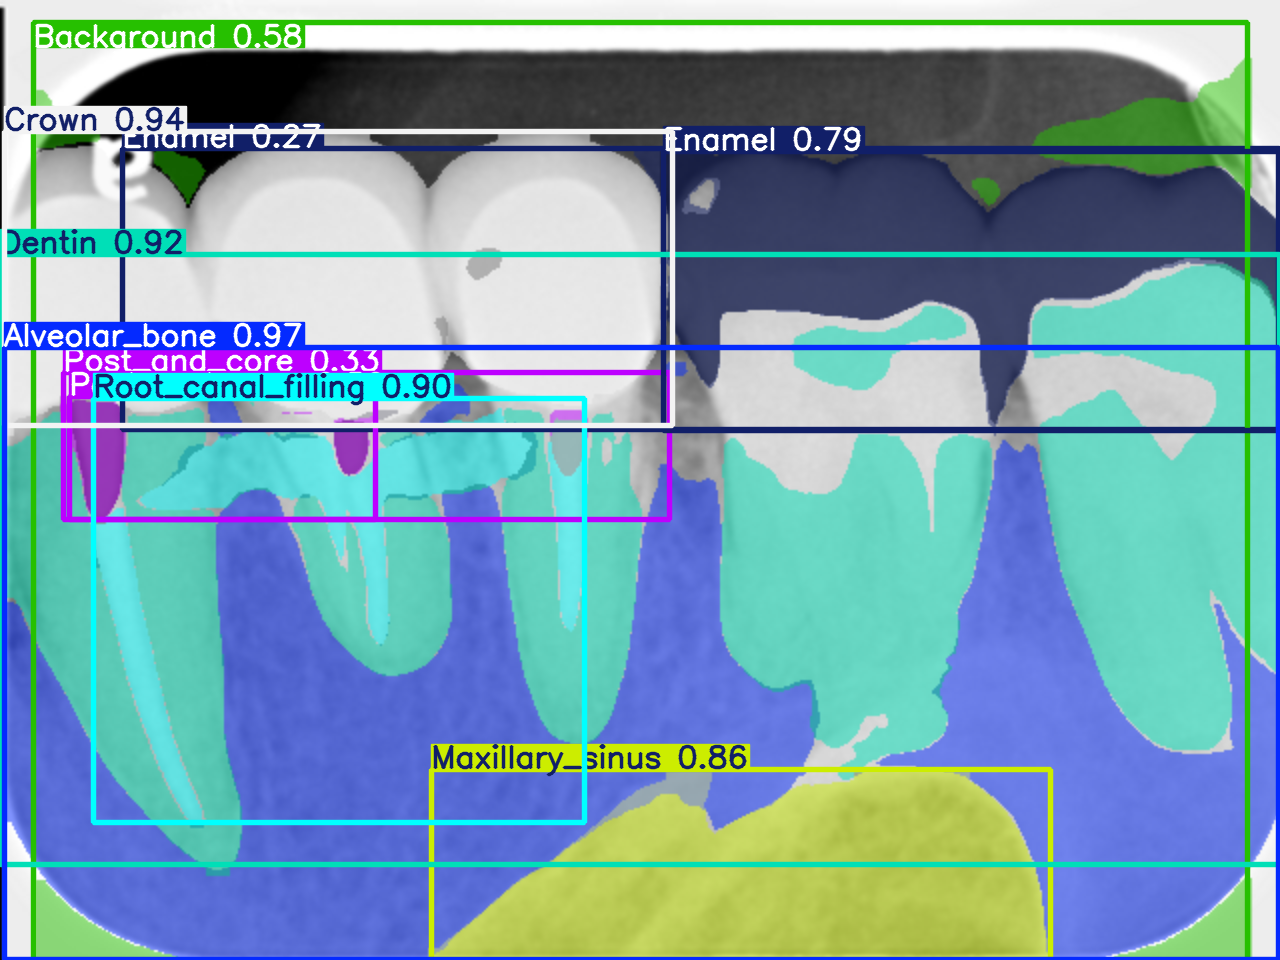 Background 0.58
Crown 0.94
Enamel 0.27
Enamel 0.79
Dentin 0.92
Alveolar_bone 0.97
Post_and_core 0.33
P
Root_canal_filling 0.90
Maxillary_sinus 0.86